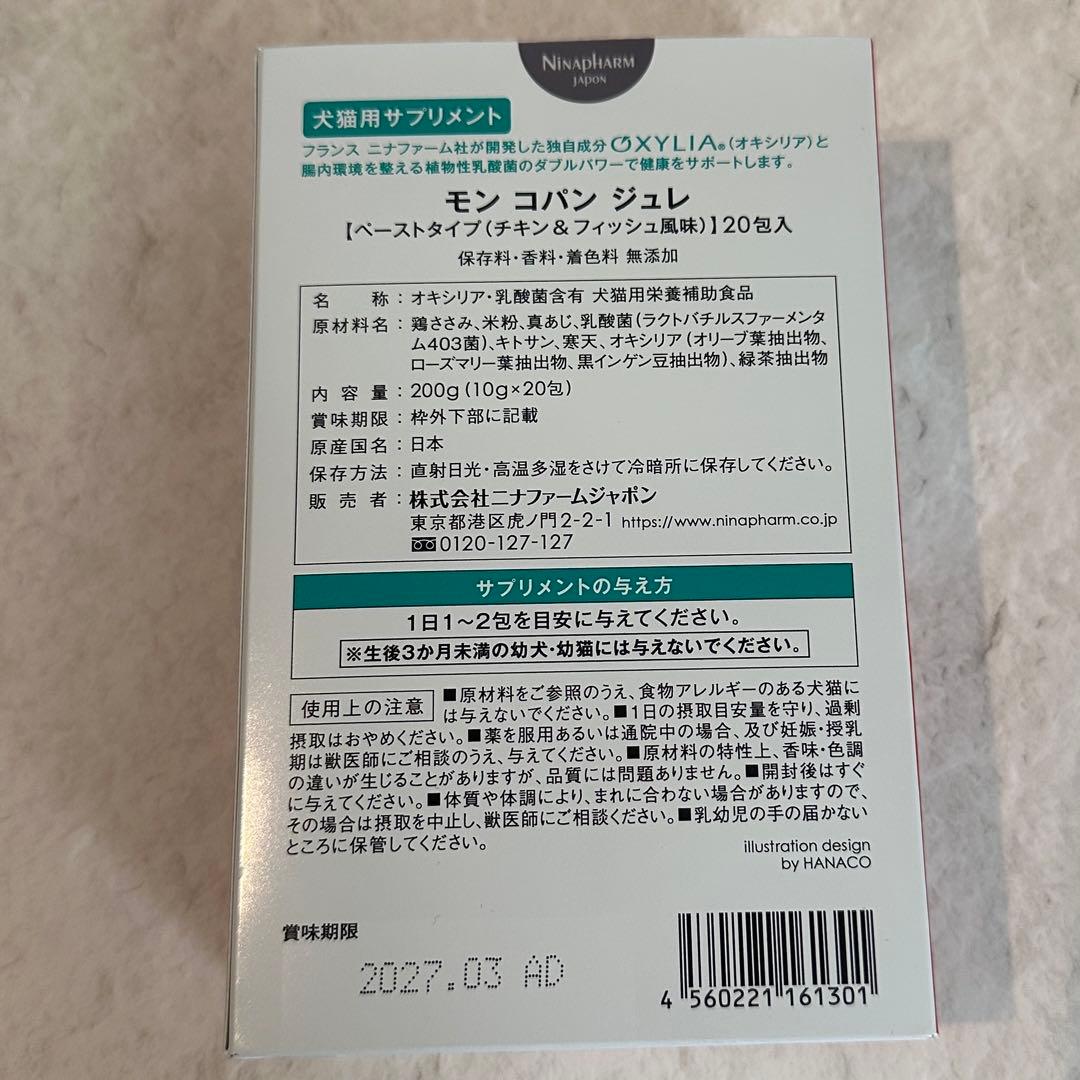 NINAPHARM
JAPON
犬猫用サプリメント
フランス ニナファーム社が開発した独自成分OXYLIA®(オキシリア)と
腸内環境を整える植物性乳酸菌のダブルパワーで健康をサポートします。
モン コパン ジュレ
【ペーストタイプ(チキン&フィッシュ風味)】20包入
保存料・香料・着色料 無添加
名 称:オキシリア・乳酸菌含有 犬猫用栄養補助食品
原材料名:鶏ささみ、米粉、真あじ、乳酸菌(ラクトバチルスファーメンタ
ム403菌)、キトサン、寒天、オキシリア(オリーブ葉抽出物、
ローズマリー葉抽出物、黒インゲン豆抽出物)、緑茶抽出物
内容量:200g(10g×20包)
賞味期限:枠外下部に記載
原産国名:日本
保存方法:直射日光・高温多湿をさけて冷暗所に保存してください。
販売者:株式会社ニナファームジャポン
東京都港区虎ノ門2-2-1 https://www.ninapharm.co.jp
0120-127-127
サプリメントの与え方
1日1~2包を目安に与えてください。
※生後3か月未満の幼犬・幼猫には与えないでください。
使用上の注意 ■原材料をご参照のうえ、食物アレルギーのある犬猫に
は与えないでください。■1日の摂取目安量を守り、過剰
摂取はおやめください。■薬を服用あるいは通院中の場合、及び妊娠・授乳
期は獣医師にご相談のうえ、与えてください。■原材料の特性上、香味・色調
の違いが生じることがありますが、品質には問題ありません。■開封後はすぐ
に与えてください。■体質や体調により、まれに合わない場合がありますので、
その場合は摂取を中止し、獣医師にご相談ください。■乳幼児の手の届かない
ところに保管してください。
illustration design
by HANACO
賞味期限
2027.03 AD
4 560221 161301